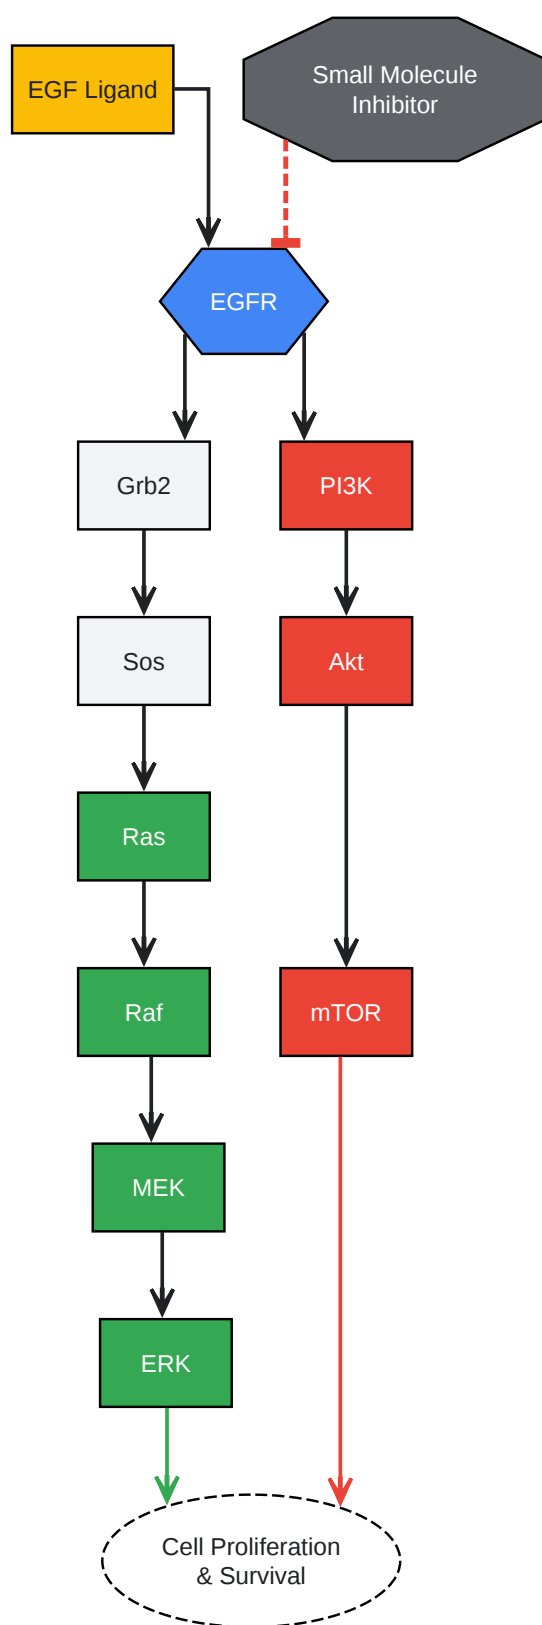 EGF Ligand
Small Molecule
Inhibitor
EGFR
Grb2
PI3K
Sos
Akt
Ras
Raf
mTOR
MEK
ERK
Cell Proliferation
& Survival